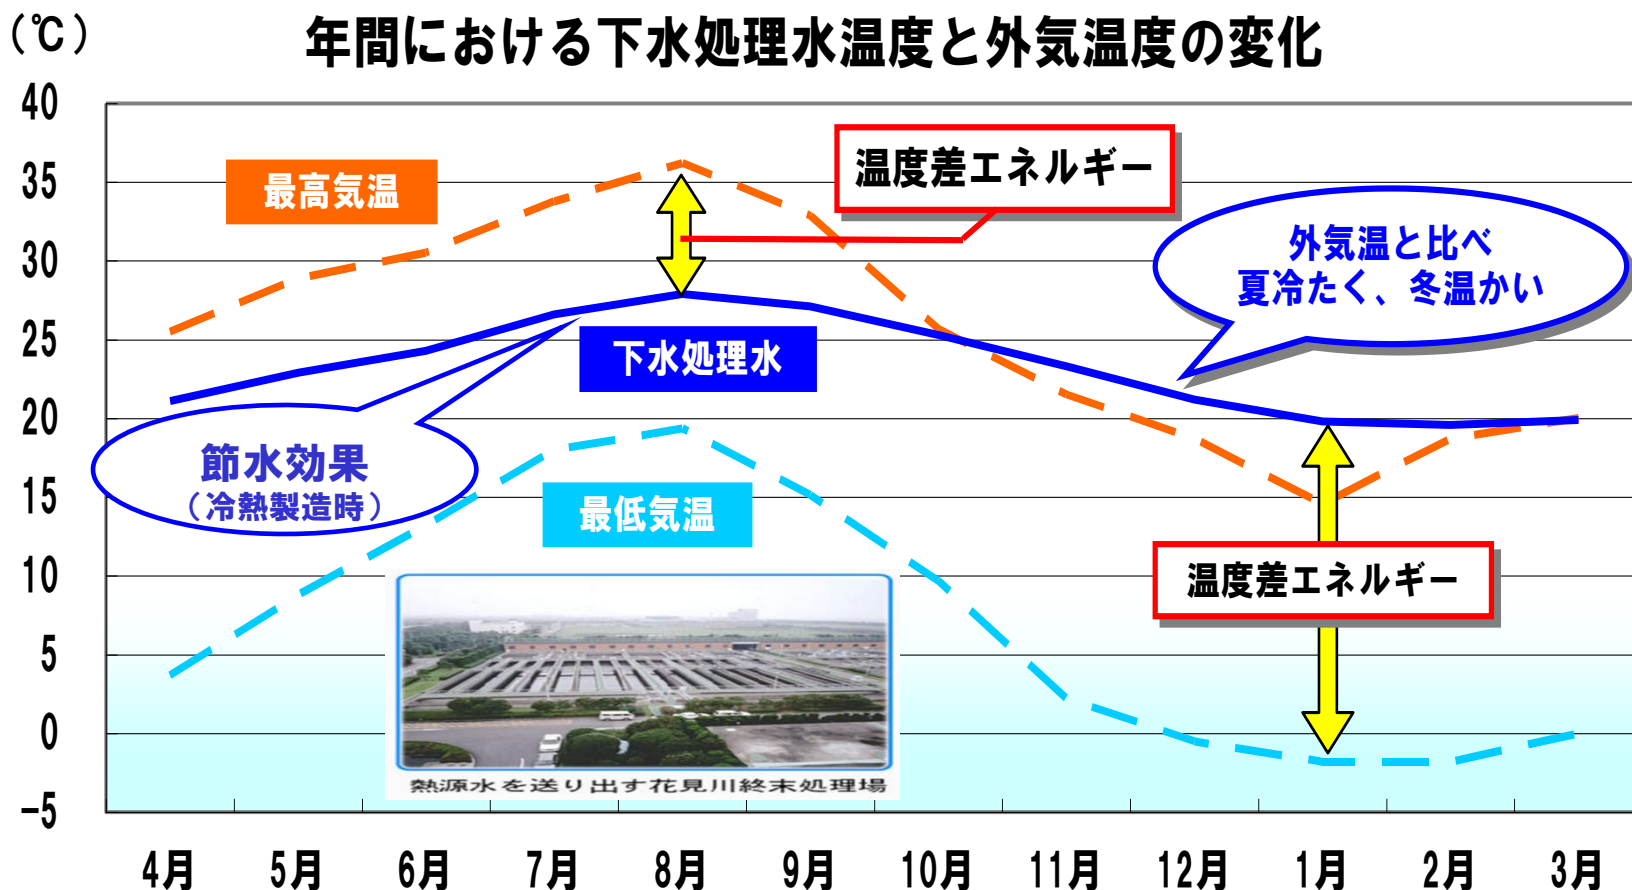 (℃)
年間における下水処理水温度と外気温度の変化
40
35
30
25
20
15
10
5
0
-5
最高気温
温度差エネルギー
外気温と比べ
夏冷たく、冬温かい
下水処理水
節水効果
(冷熱製造時)
最低気温
温度差エネルギー
熱源水を送り出す花見川終末処理場
4月 5月 6月 7月 8月 9月 10月 11月 12月 1月 2月 3月